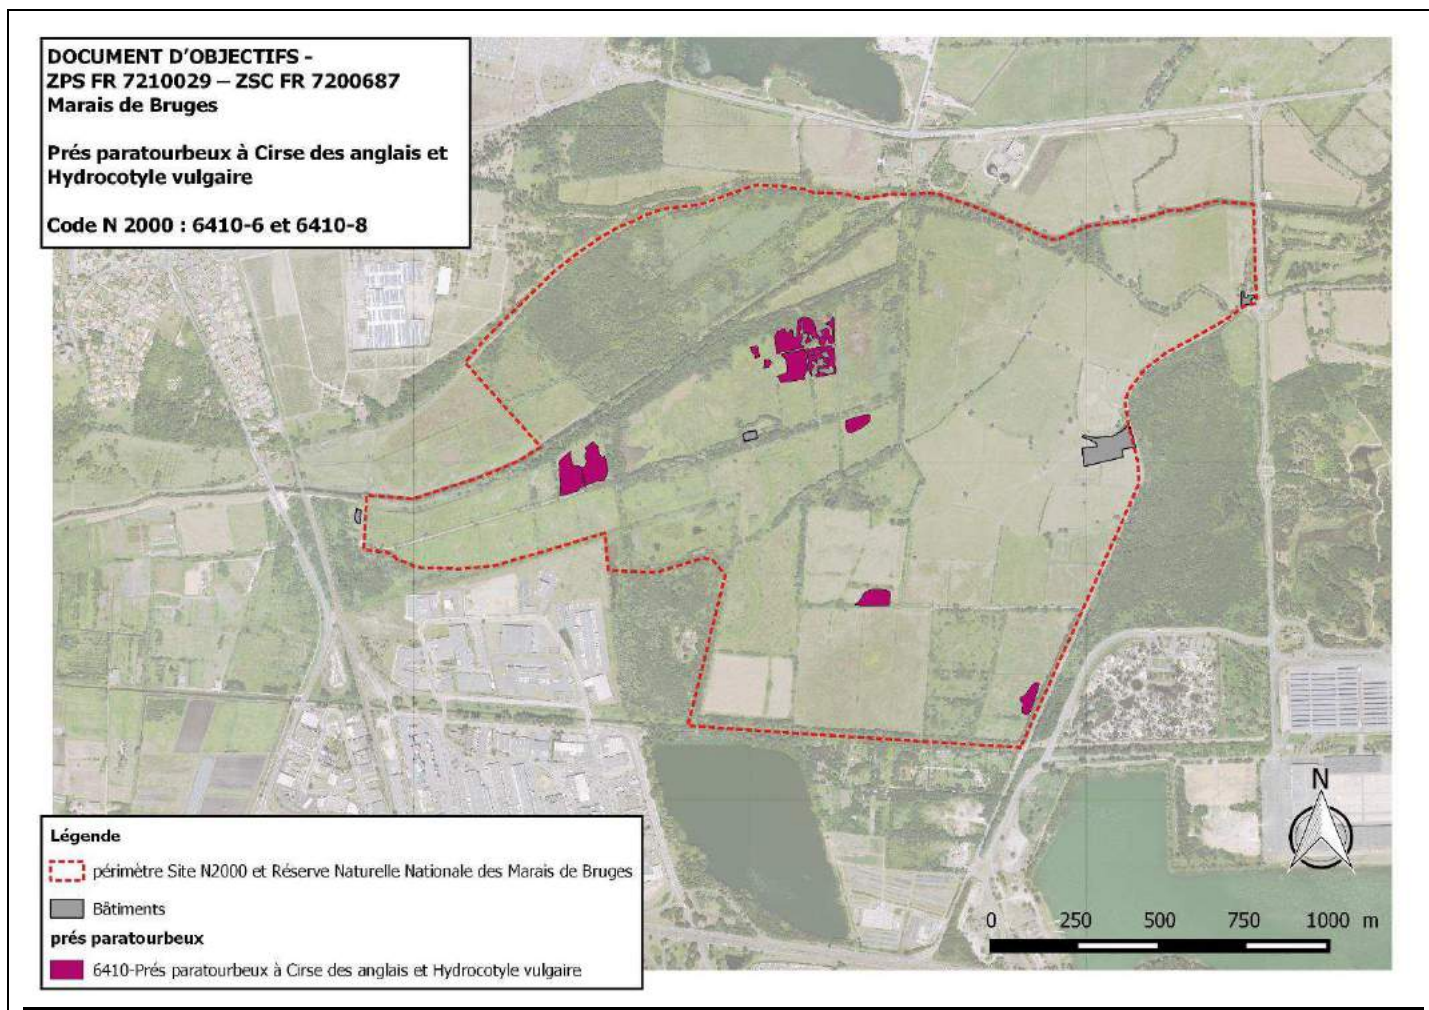 DOCUMENT D’OBJECTIFS -
ZPS FR 7210029 – ZSC FR 7200687
Marais de Bruges
Prés paratourbeux à Cirse des anglais et
Hydrocotyle vulgaire
Code N 2000 : 6410-6 et 6410-8
Légende
périmètre Site N2000 et Réserve Naturelle Nationale des Marais de Bruges
Bâtiments
prés paratourbeux
6410-Prés paratourbeux à Cirse des anglais et Hydrocotyle vulgaire
N
0 250 500 750 1000 m